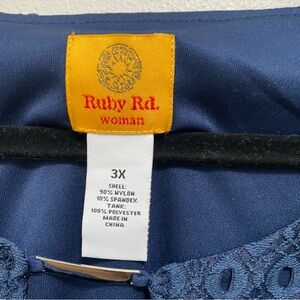 Ruby Rd.
woman
3X
SHELL:
90% NYLON
10% SPANDEX
TANK:
100% POLYESTER
MADE IN
CHINA